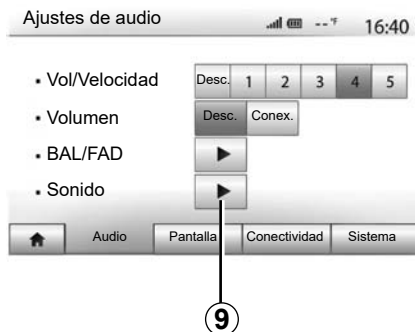 Ajustes de audio -- °F 16:40
• Vol/Velocidad Desc. 1 2 3 4 5
• Volumen Desc. Conex.
• BAL/FAD
• Sonido
Audio Pantalla Conectividad Sistema
9